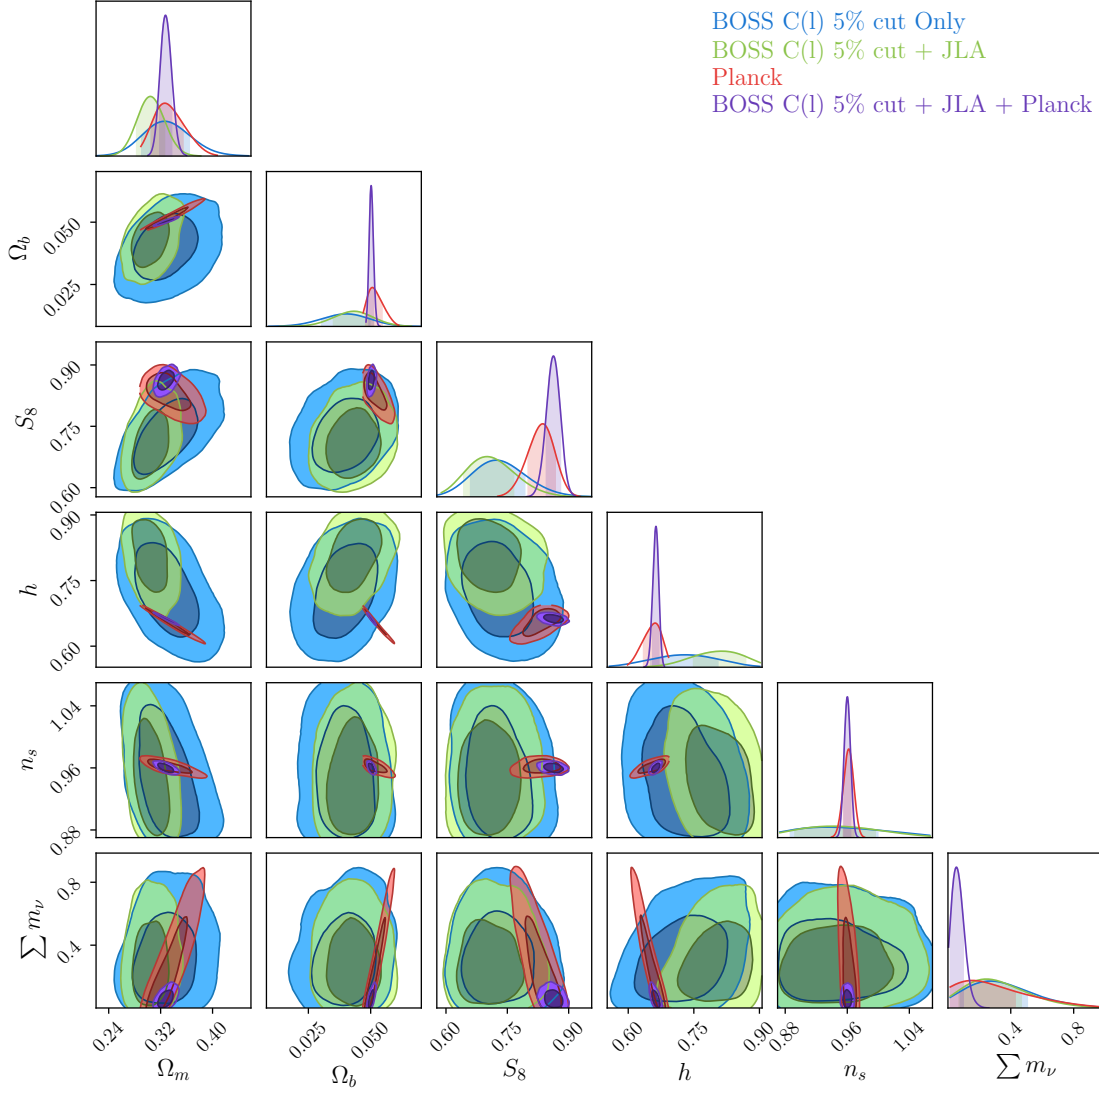 BOSS C(l) 5% cut Only
BOSS C(l) 5% cut + JLA
Planck
BOSS C(l) 5% cut + JLA + Planck
Ω_b
0.050
0.025
S_8
0.90
0.75
0.60
h
0.90
0.75
0.60
n_s
1.04
0.96
0.88
∑ m_ν
0.8
0.4
0.24 0.32 0.40 0.025 0.050 0.60 0.75 0.90 0.60 0.75 0.90 0.88 0.96 1.04 0.4 0.8
Ω_m Ω_b S_8 h n_s ∑ m_ν